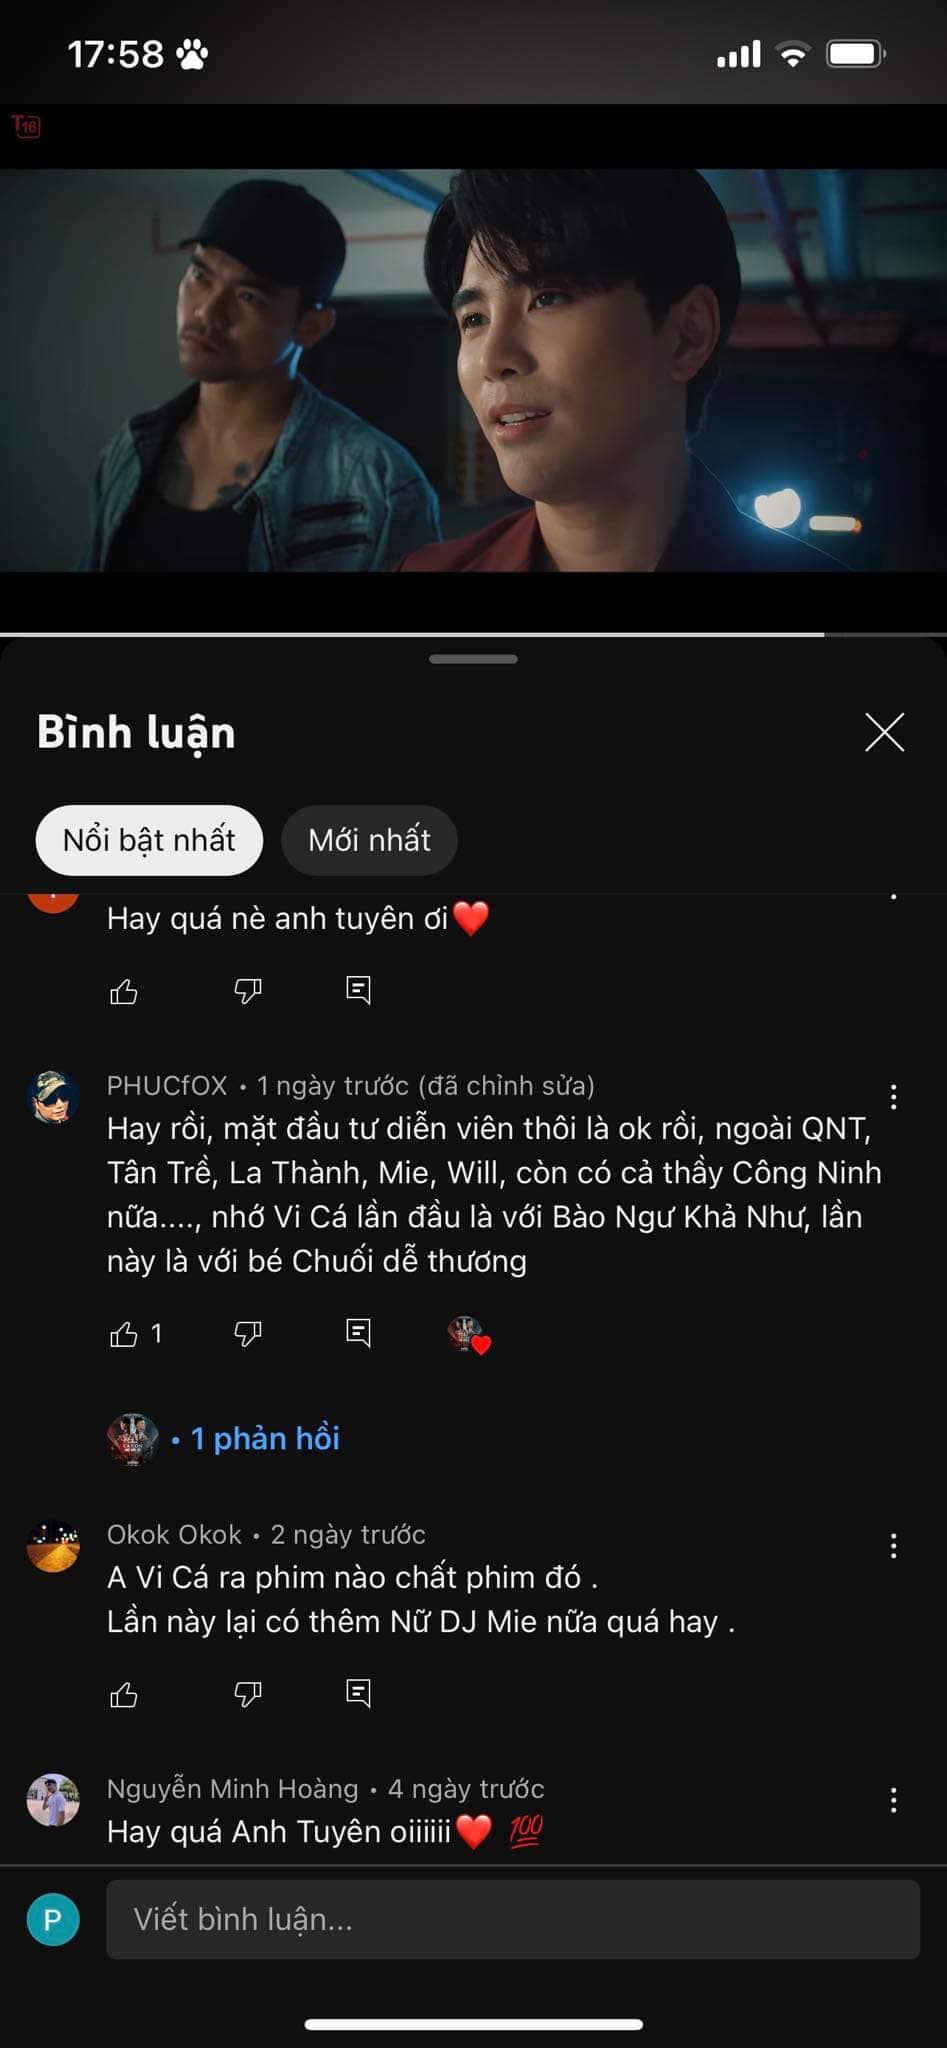 17:58
T16
Bình luận
Nổi bật nhất
Mới nhất
Hay quá nè anh tuyên ơi❤️
PHUCfOX • 1 ngày trước (đã chỉnh sửa)
Hay rồi, mặt đầu tư diễn viên thôi là ok rồi, ngoài QNT,
Tân Trề, La Thành, Mie, Will, còn có cả thầy Công Ninh
nữa...., nhớ Vi Cá lần đầu là với Bào Ngư Khả Như, lần
này là với bé Chuối dễ thương
1
• 1 phản hồi
Okok Okok • 2 ngày trước
A Vi Cá ra phim nào chất phim đó .
Lần này lại có thêm Nữ DJ Mie nữa quá hay .
Nguyễn Minh Hoàng • 4 ngày trước
Hay quá Anh Tuyên oiiiiii❤️ 💯
P
Viết bình luận...